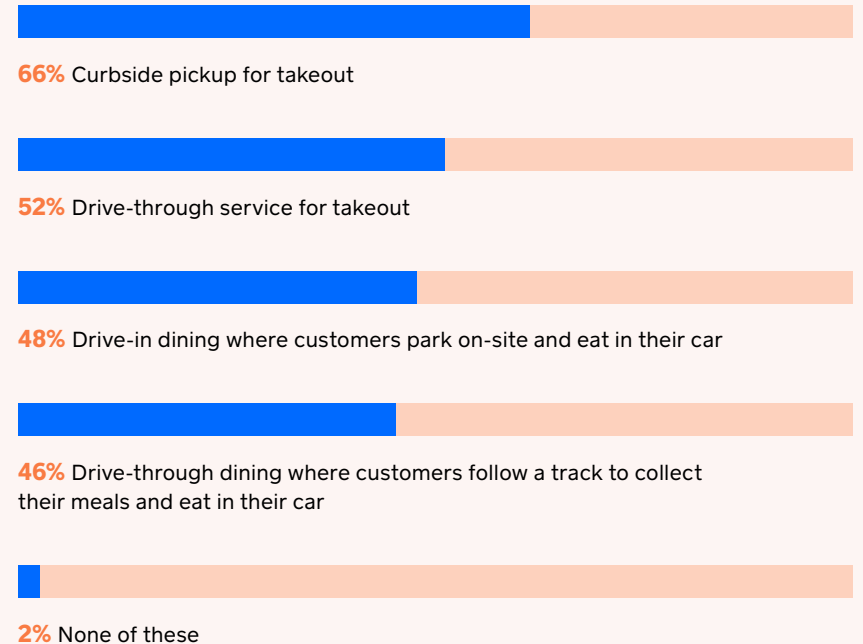 66% Curbside pickup for takeout
52% Drive-through service for takeout
48% Drive-in dining where customers park on-site and eat in their car
46% Drive-through dining where customers follow a track to collect
their meals and eat in their car
2% None of these